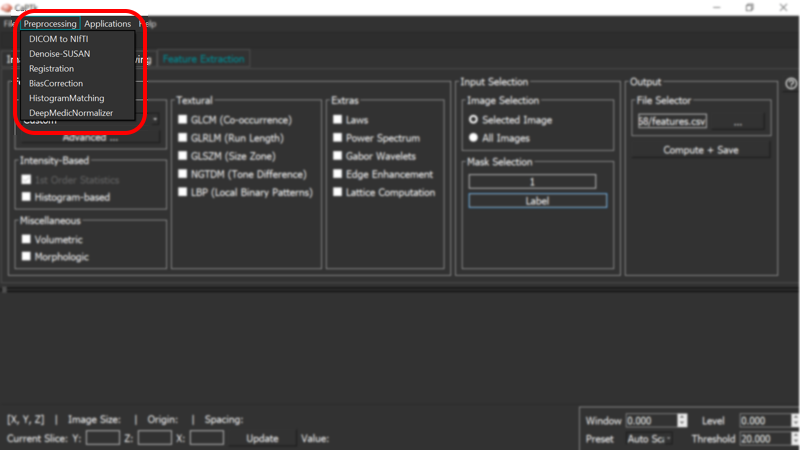 CaPTk
File Preprocessing Applications Help
DICOM to NIfTI
Denoise-SUSAN
Registration
BiasCorrection
HistogramMatching
DeepMedicNormalizer
Feature Extraction
Custom
Advanced ...
Intensity-Based
1st Order Statistics
Histogram-based
Miscellaneous
Volumetric
Morphologic
Textural
GLCM (Co-occurrence)
GLRLM (Run Length)
GLSZM (Size Zone)
NGTDM (Tone Difference)
LBP (Local Binary Patterns)
Extras
Laws
Power Spectrum
Gabor Wavelets
Edge Enhancement
Lattice Computation
Input Selection
Image Selection
Selected Image
All Images
Mask Selection
1
Label
Output
File Selector
58/features.csv ...
Compute + Save
[X, Y, Z] | Image Size: | Origin: | Spacing:
Current Slice: Y: Z: X: Update Value:
Window 0.000 Level 0.000
Preset Auto Sca Threshold 20.000